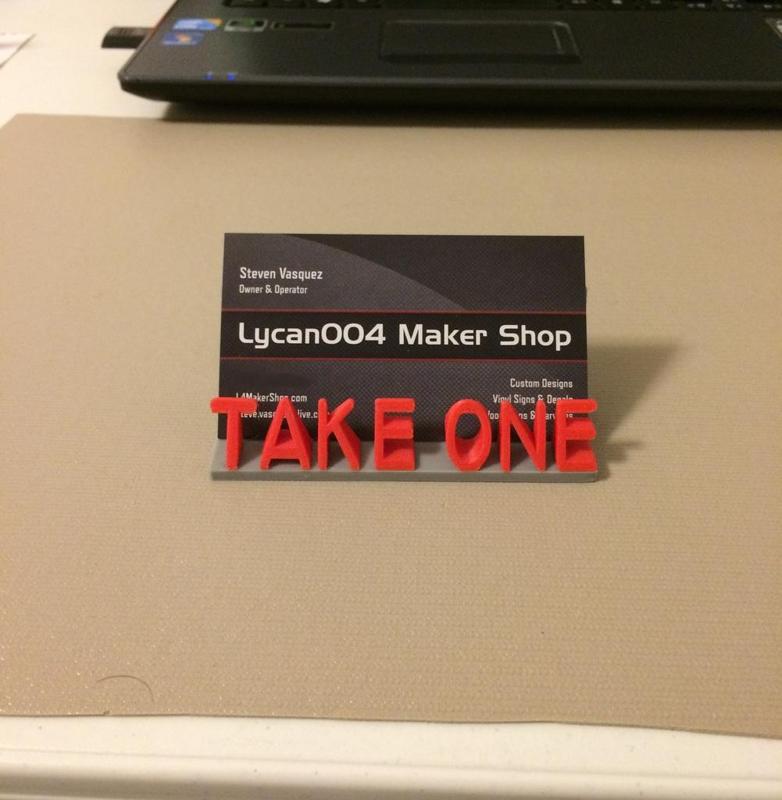 Steven Vasquez
Owner & Operator
Lycan004 Maker Shop
Custom Designs
L4MakerShop.com
Vinyl Signs & Decals
TAKE ONE